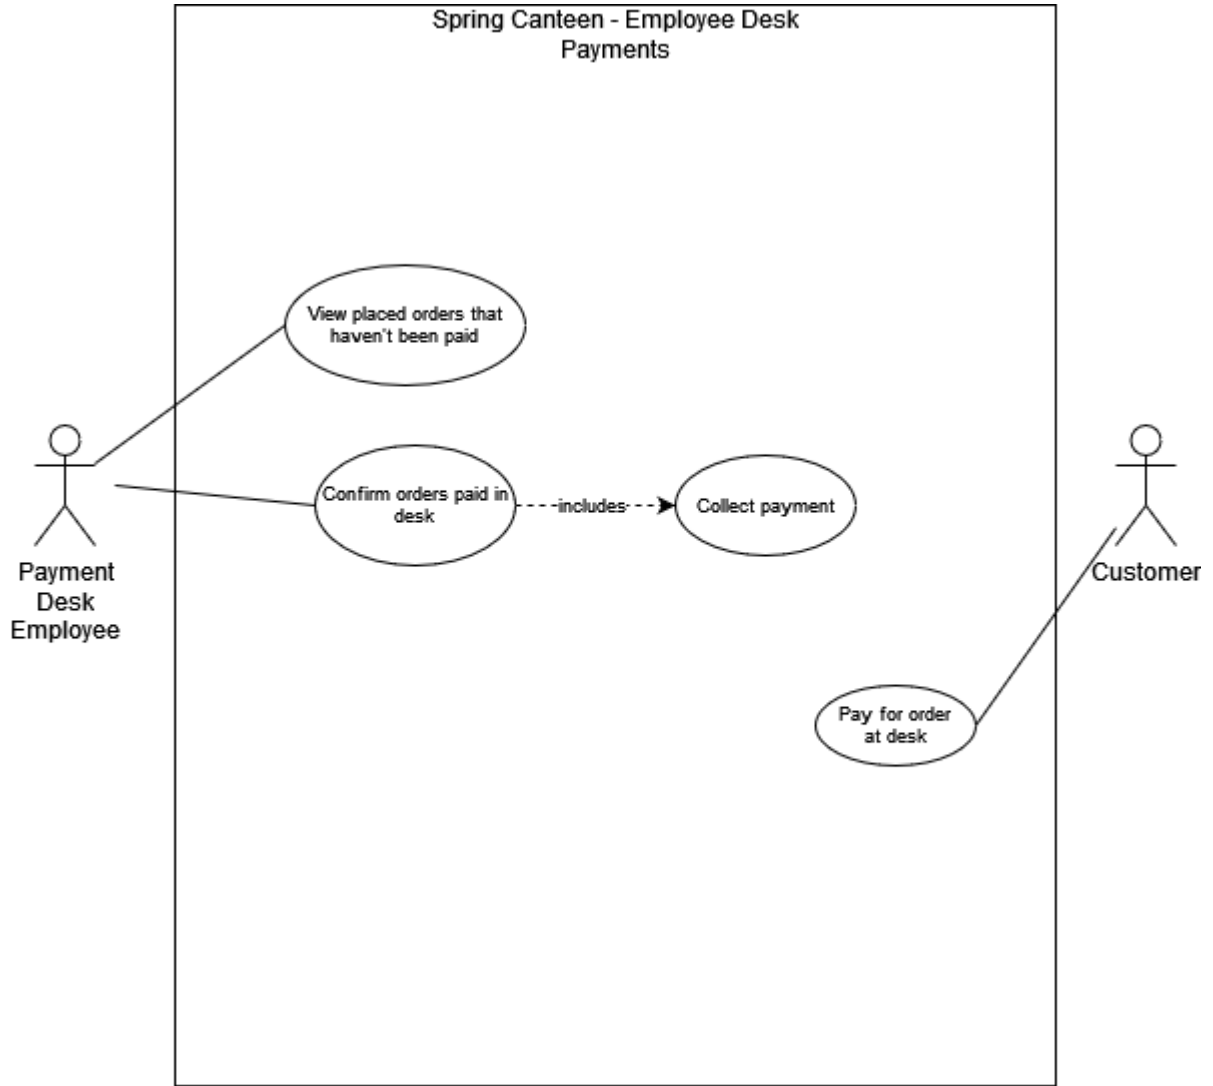 Spring Canteen - Employee Desk
Payments
View placed orders that
haven't been paid
Confirm orders paid in
desk
includes
Collect payment
Payment
Desk
Employee
Customer
Pay for order
at desk